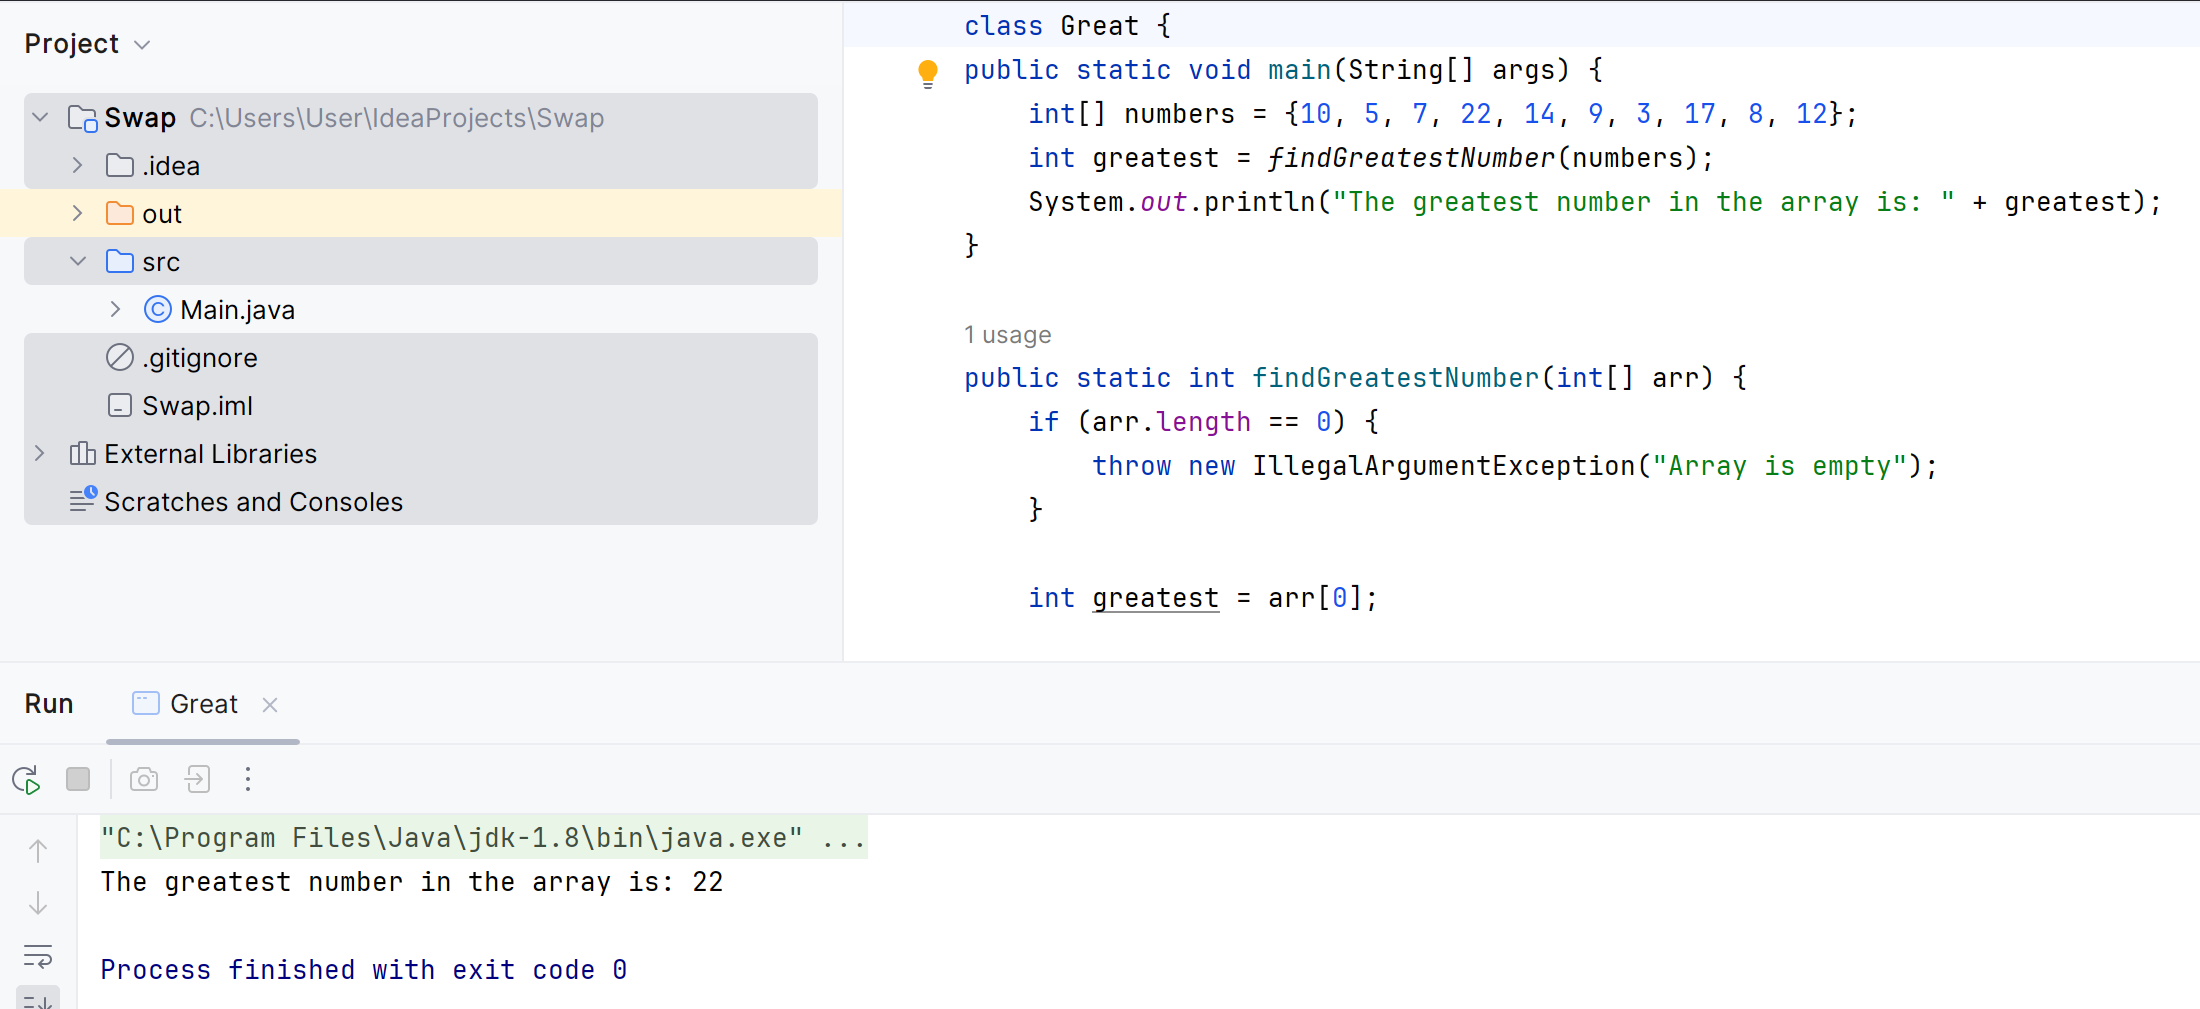 Project
Swap C:\Users\User\IdeaProjects\Swap
.idea
out
src
Main.java
.gitignore
Swap.iml
External Libraries
Scratches and Consoles
class Great {
public static void main(String[] args) {
    int[] numbers = {10, 5, 7, 22, 14, 9, 3, 17, 8, 12};
    int greatest = findGreatestNumber(numbers);
    System.out.println("The greatest number in the array is: " + greatest);
}
1 usage
public static int findGreatestNumber(int[] arr) {
    if (arr.length == 0) {
        throw new IllegalArgumentException("Array is empty");
    }
    int greatest = arr[0];
Run Great
"C:\Program Files\Java\jdk-1.8\bin\java.exe" ...
The greatest number in the array is: 22
Process finished with exit code 0